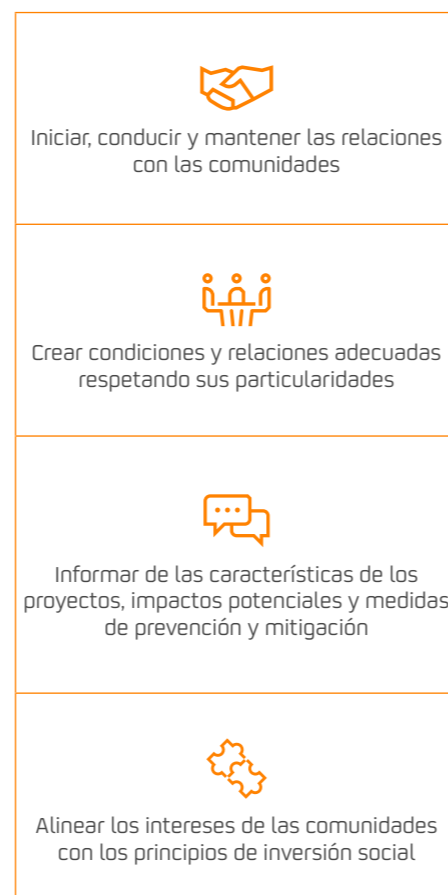 Iniciar, conducir y mantener las relaciones
con las comunidades
Crear condiciones y relaciones adecuadas
respetando sus particularidades
Informar de las características de los
proyectos, impactos potenciales y medidas
de prevención y mitigación
Alinear los intereses de las comunidades
con los principios de inversión social